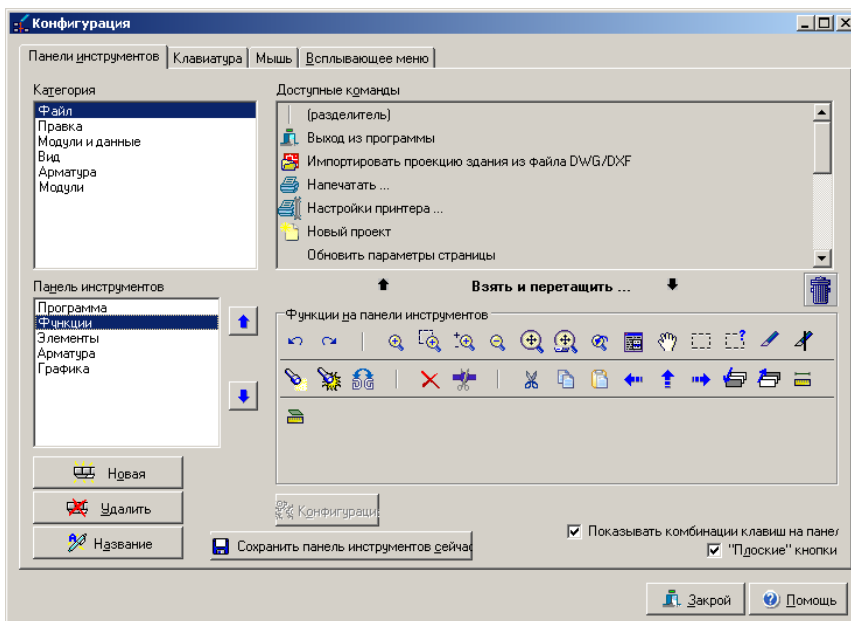 Конфигурация
Панели инструментов
Клавиатура
Мышь
Всплывающее меню
Категория
Файл
Правка
Модули и данные
Вид
Арматура
Модули
Доступные команды
(разделитель)
Выход из программы
Импортировать проекцию здания из файла DWG/DXF
Напечатать ...
Настройки принтера ...
Новый проект
Обновить параметры страницы
Взять и перетащить ...
Панель инструментов
Программа
Функции
Элементы
Арматура
Графика
Функции на панели инструментов
Новая
Удалить
Название
Конфигураци
Сохранить панель инструментов сейчас
Показывать комбинации клавиш на панел
"Плоские" кнопки
Закрой
Помощь